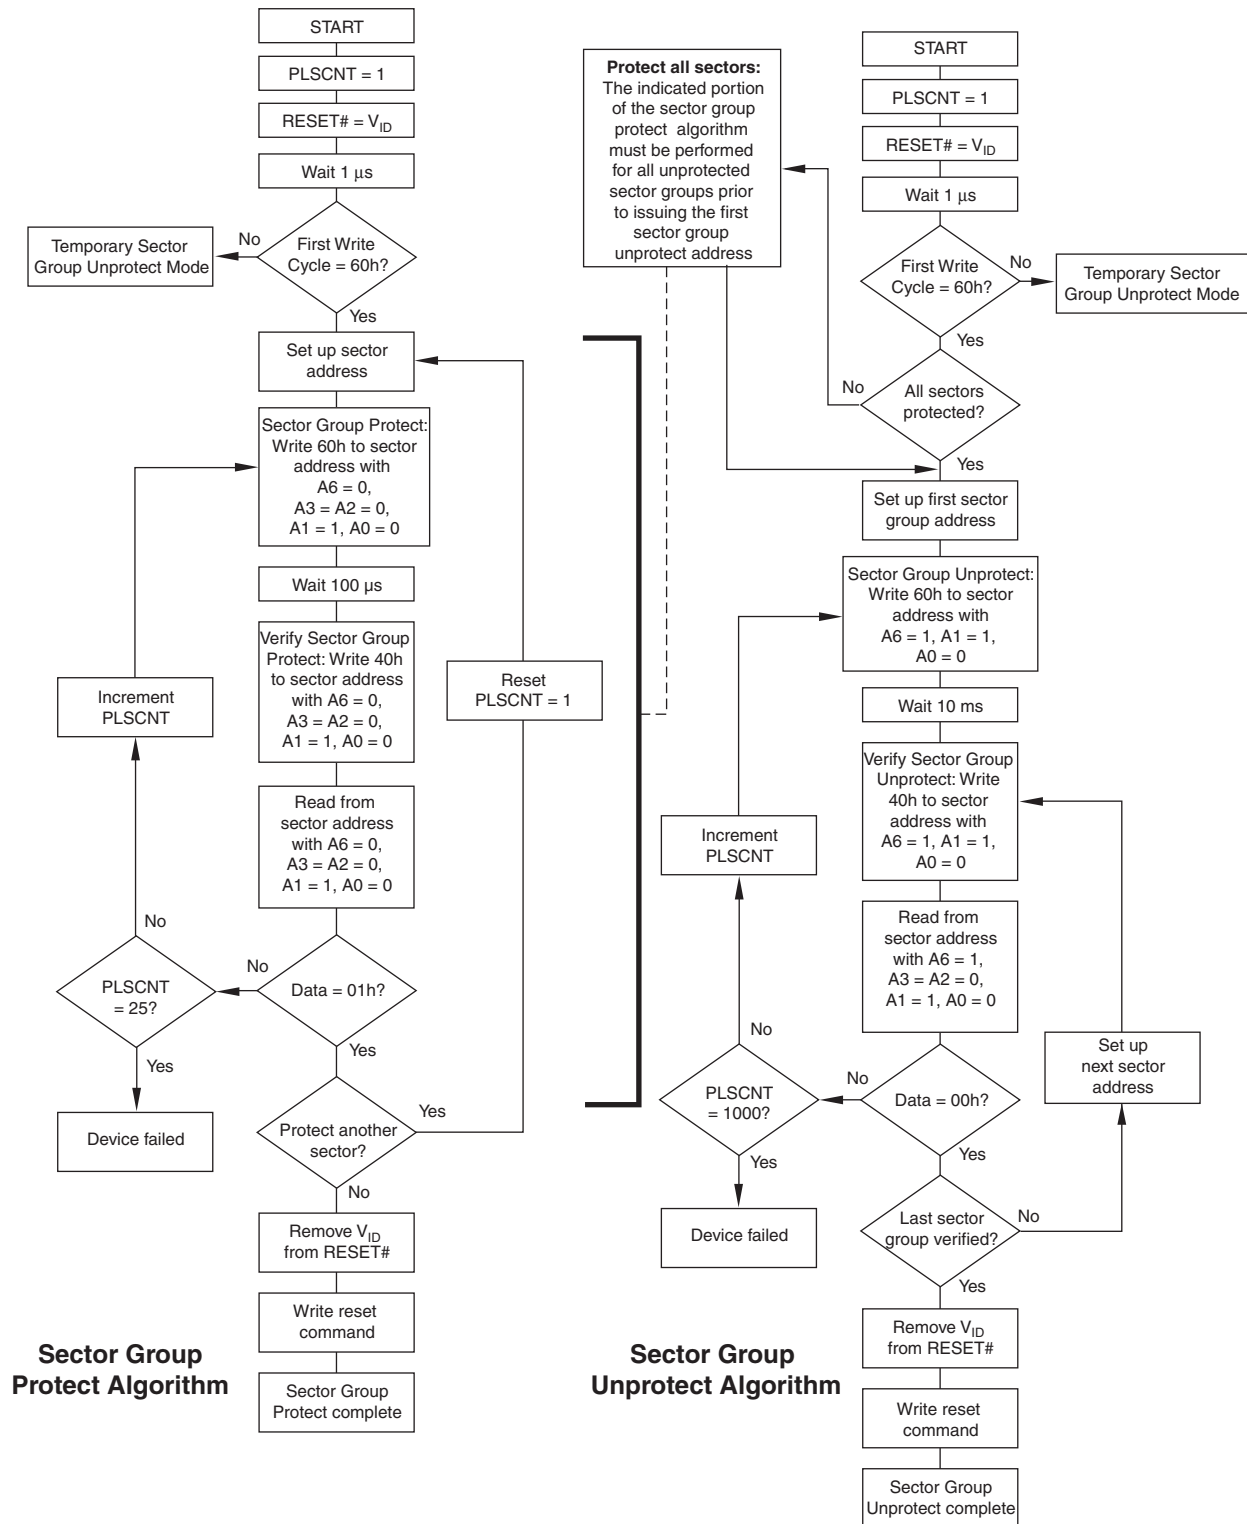 START
PLSCNT = 1
RESET# = VID
Wait 1 µs
First Write
Cycle = 60h?
No
Temporary Sector
Group Unprotect Mode
Yes
Set up sector
address
Sector Group Protect:
Write 60h to sector
address with
A6 = 0,
A3 = A2 = 0,
A1 = 1, A0 = 0
Wait 100 µs
Verify Sector Group
Protect: Write 40h
to sector address
with A6 = 0,
A3 = A2 = 0,
A1 = 1, A0 = 0
Increment
PLSCNT
Reset
PLSCNT = 1
Read from
sector address
with A6 = 0,
A3 = A2 = 0,
A1 = 1, A0 = 0
No
PLSCNT
= 25?
No
Data = 01h?
Yes
Yes
Device failed
Protect another
sector?
Yes
No
Remove VID
from RESET#
Write reset
command
Sector Group
Protect complete
Sector Group
Protect Algorithm
Protect all sectors:
The indicated portion
of the sector group
protect algorithm
must be performed
for all unprotected
sector groups prior
to issuing the first
sector group
unprotect address
START
PLSCNT = 1
RESET# = VID
Wait 1 µs
First Write
Cycle = 60h?
No
Temporary Sector
Group Unprotect Mode
Yes
No
All sectors
protected?
Yes
Set up first sector
group address
Sector Group Unprotect:
Write 60h to sector
address with
A6 = 1, A1 = 1,
A0 = 0
Wait 10 ms
Verify Sector Group
Unprotect: Write
40h to sector
address with
A6 = 1, A1 = 1,
A0 = 0
Increment
PLSCNT
Read from
sector address
with A6 = 1,
A3 = A2 = 0,
A1 = 1, A0 = 0
No
PLSCNT
= 1000?
No
Data = 00h?
Set up
next sector
address
Yes
Yes
Device failed
Last sector
group verified?
No
Yes
Remove VID
from RESET#
Write reset
command
Sector Group
Unprotect complete
Sector Group
Unprotect Algorithm